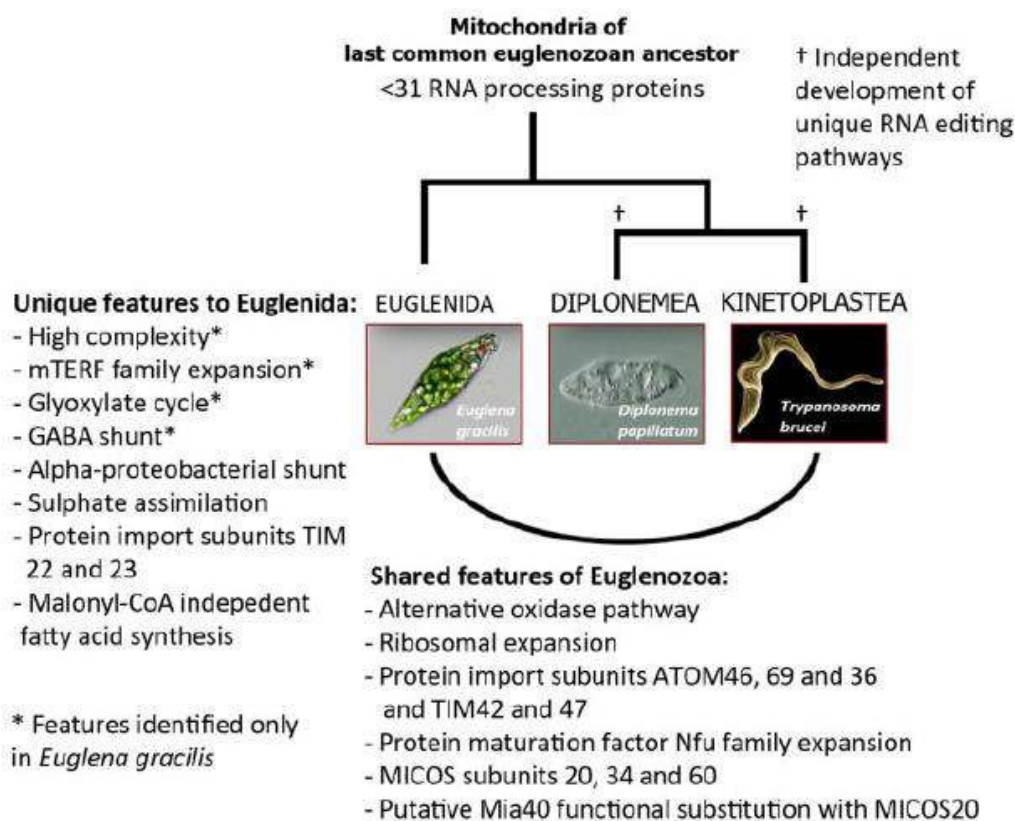 Mitochondria of
last common euglenozoan ancestor
<31 RNA processing proteins
† Independent
development of
unique RNA editing
pathways
†
†
EUGLENIDA
DIPLONEMEA
KINETOPLASTEA
Euglena
gracilis
Diplonema
papillatum
Trypanosoma
brucei
Unique features to Euglenida:
- High complexity*
- mTERF family expansion*
- Glyoxylate cycle*
- GABA shunt*
- Alpha-proteobacterial shunt
- Sulphate assimilation
- Protein import subunits TIM
22 and 23
- Malonyl-CoA indepedent
fatty acid synthesis
* Features identified only
in Euglena gracilis
Shared features of Euglenozoa:
- Alternative oxidase pathway
- Ribosomal expansion
- Protein import subunits ATOM46, 69 and 36
and TIM42 and 47
- Protein maturation factor Nfu family expansion
- MICOS subunits 20, 34 and 60
- Putative Mia40 functional substitution with MICOS20